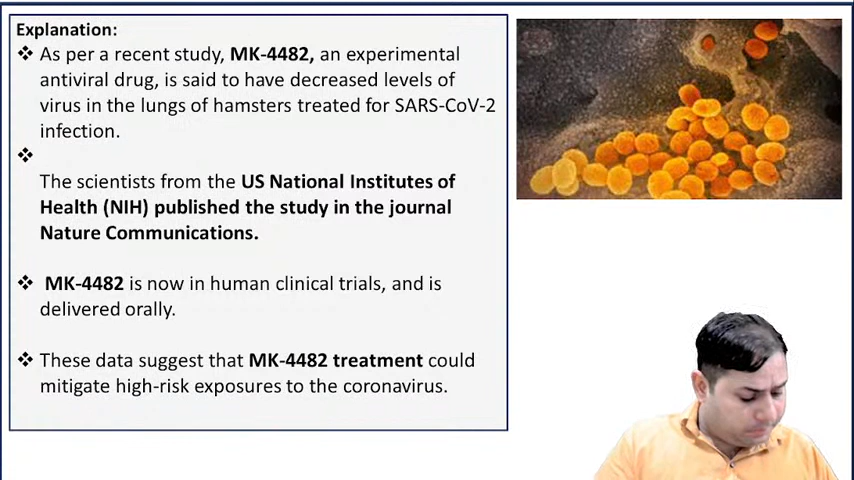 Explanation:
❖ As per a recent study, MK-4482, an experimental
antiviral drug, is said to have decreased levels of
virus in the lungs of hamsters treated for SARS-CoV-2
infection.
❖
The scientists from the US National Institutes of
Health (NIH) published the study in the journal
Nature Communications.
❖ MK-4482 is now in human clinical trials, and is
delivered orally.
❖ These data suggest that MK-4482 treatment could
mitigate high-risk exposures to the coronavirus.